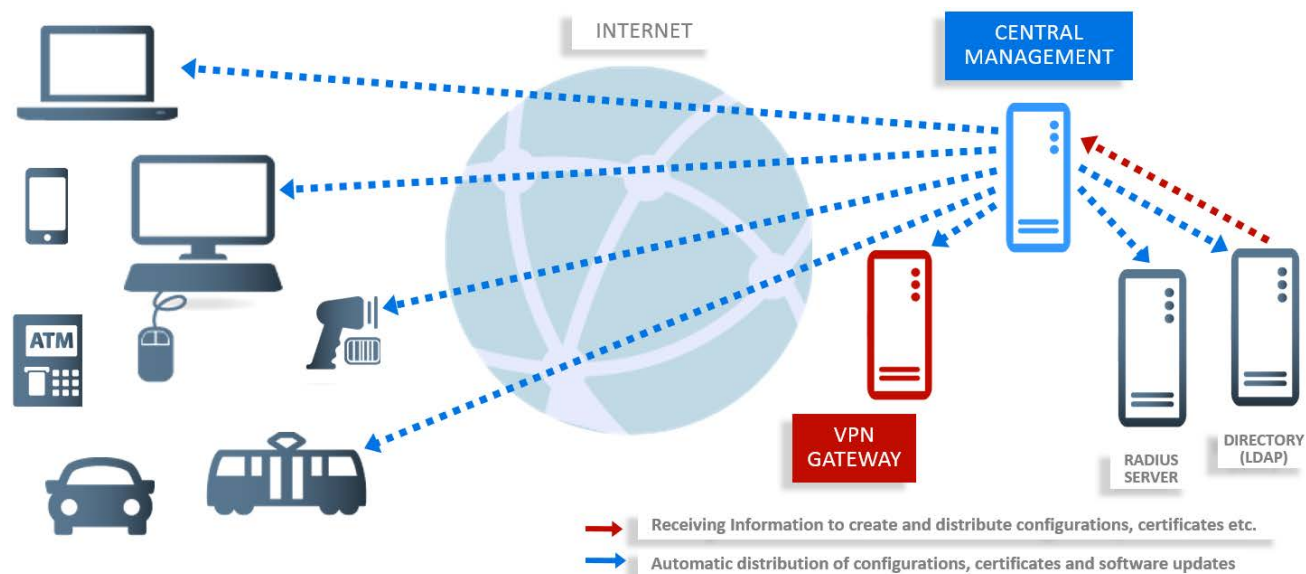 INTERNET
CENTRAL
MANAGEMENT
ATM
VPN
GATEWAY
RADIUS
SERVER
DIRECTORY
(LDAP)
Receiving Information to create and distribute configurations, certificates etc.
Automatic distribution of configurations, certificates and software updates